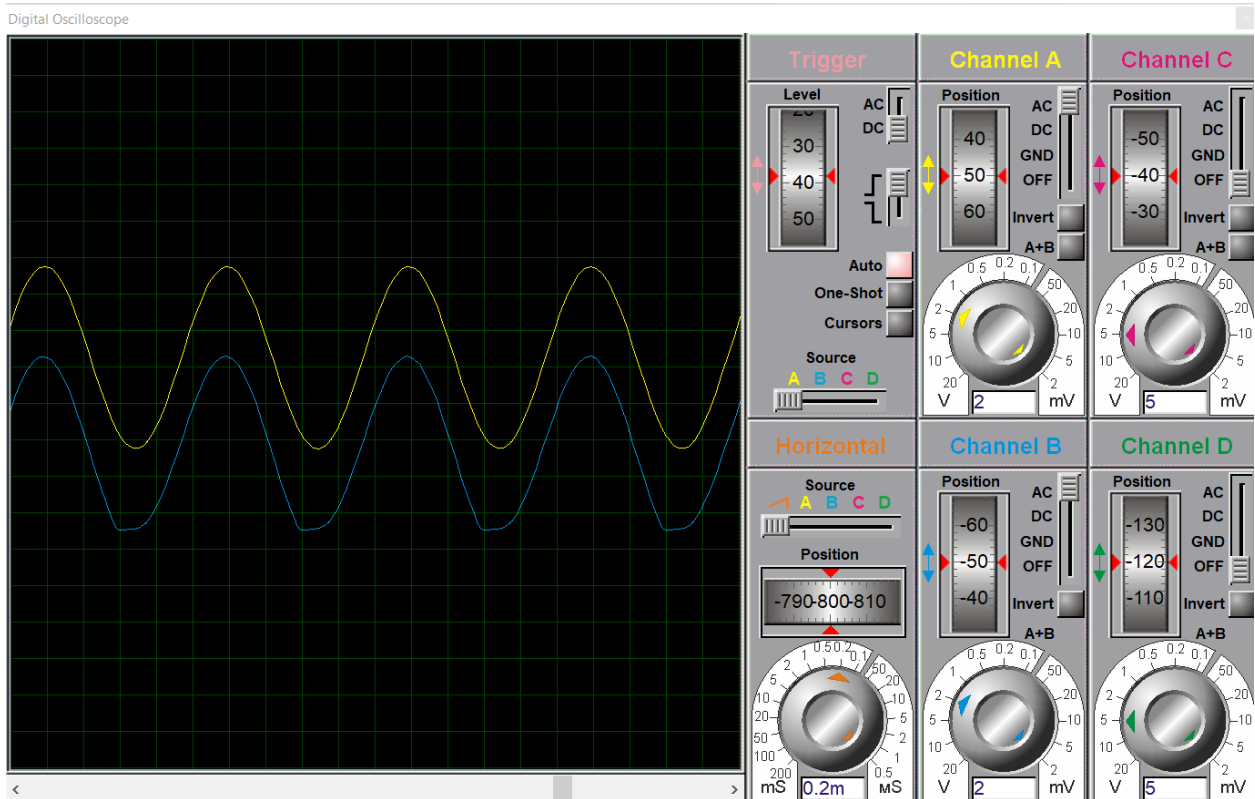 Digital Oscilloscope
Trigger
Level
AC
DC
20
30
40
50
Auto
One-Shot
Cursors
Source
A B C D
Channel A
Position
AC
DC
GND
OFF
40
50
60
Invert
A+B
0.5 0.2 0.1
1 50
2 20
5 10
10 5
20 2
V 2 mV
Channel C
Position
AC
DC
GND
OFF
-50
-40
-30
Invert
A+B
0.5 0.2 0.1
1 50
2 20
5 10
10 5
20 2
V 5 mV
Horizontal
Source
A B C D
Position
-790-800-810
1 0.5 0.2 0.1
2 50
5 20
10 10
20 5
50 2
100 1
200 0.5
mS 0.2m мS
Channel B
Position
AC
DC
GND
OFF
-60
-50
-40
Invert
A+B
0.5 0.2 0.1
1 50
2 20
5 10
10 5
20 2
V 2 mV
Channel D
Position
AC
DC
GND
OFF
-130
-120
-110
Invert
A+B
0.5 0.2 0.1
1 50
2 20
5 10
10 5
20 2
V 5 mV